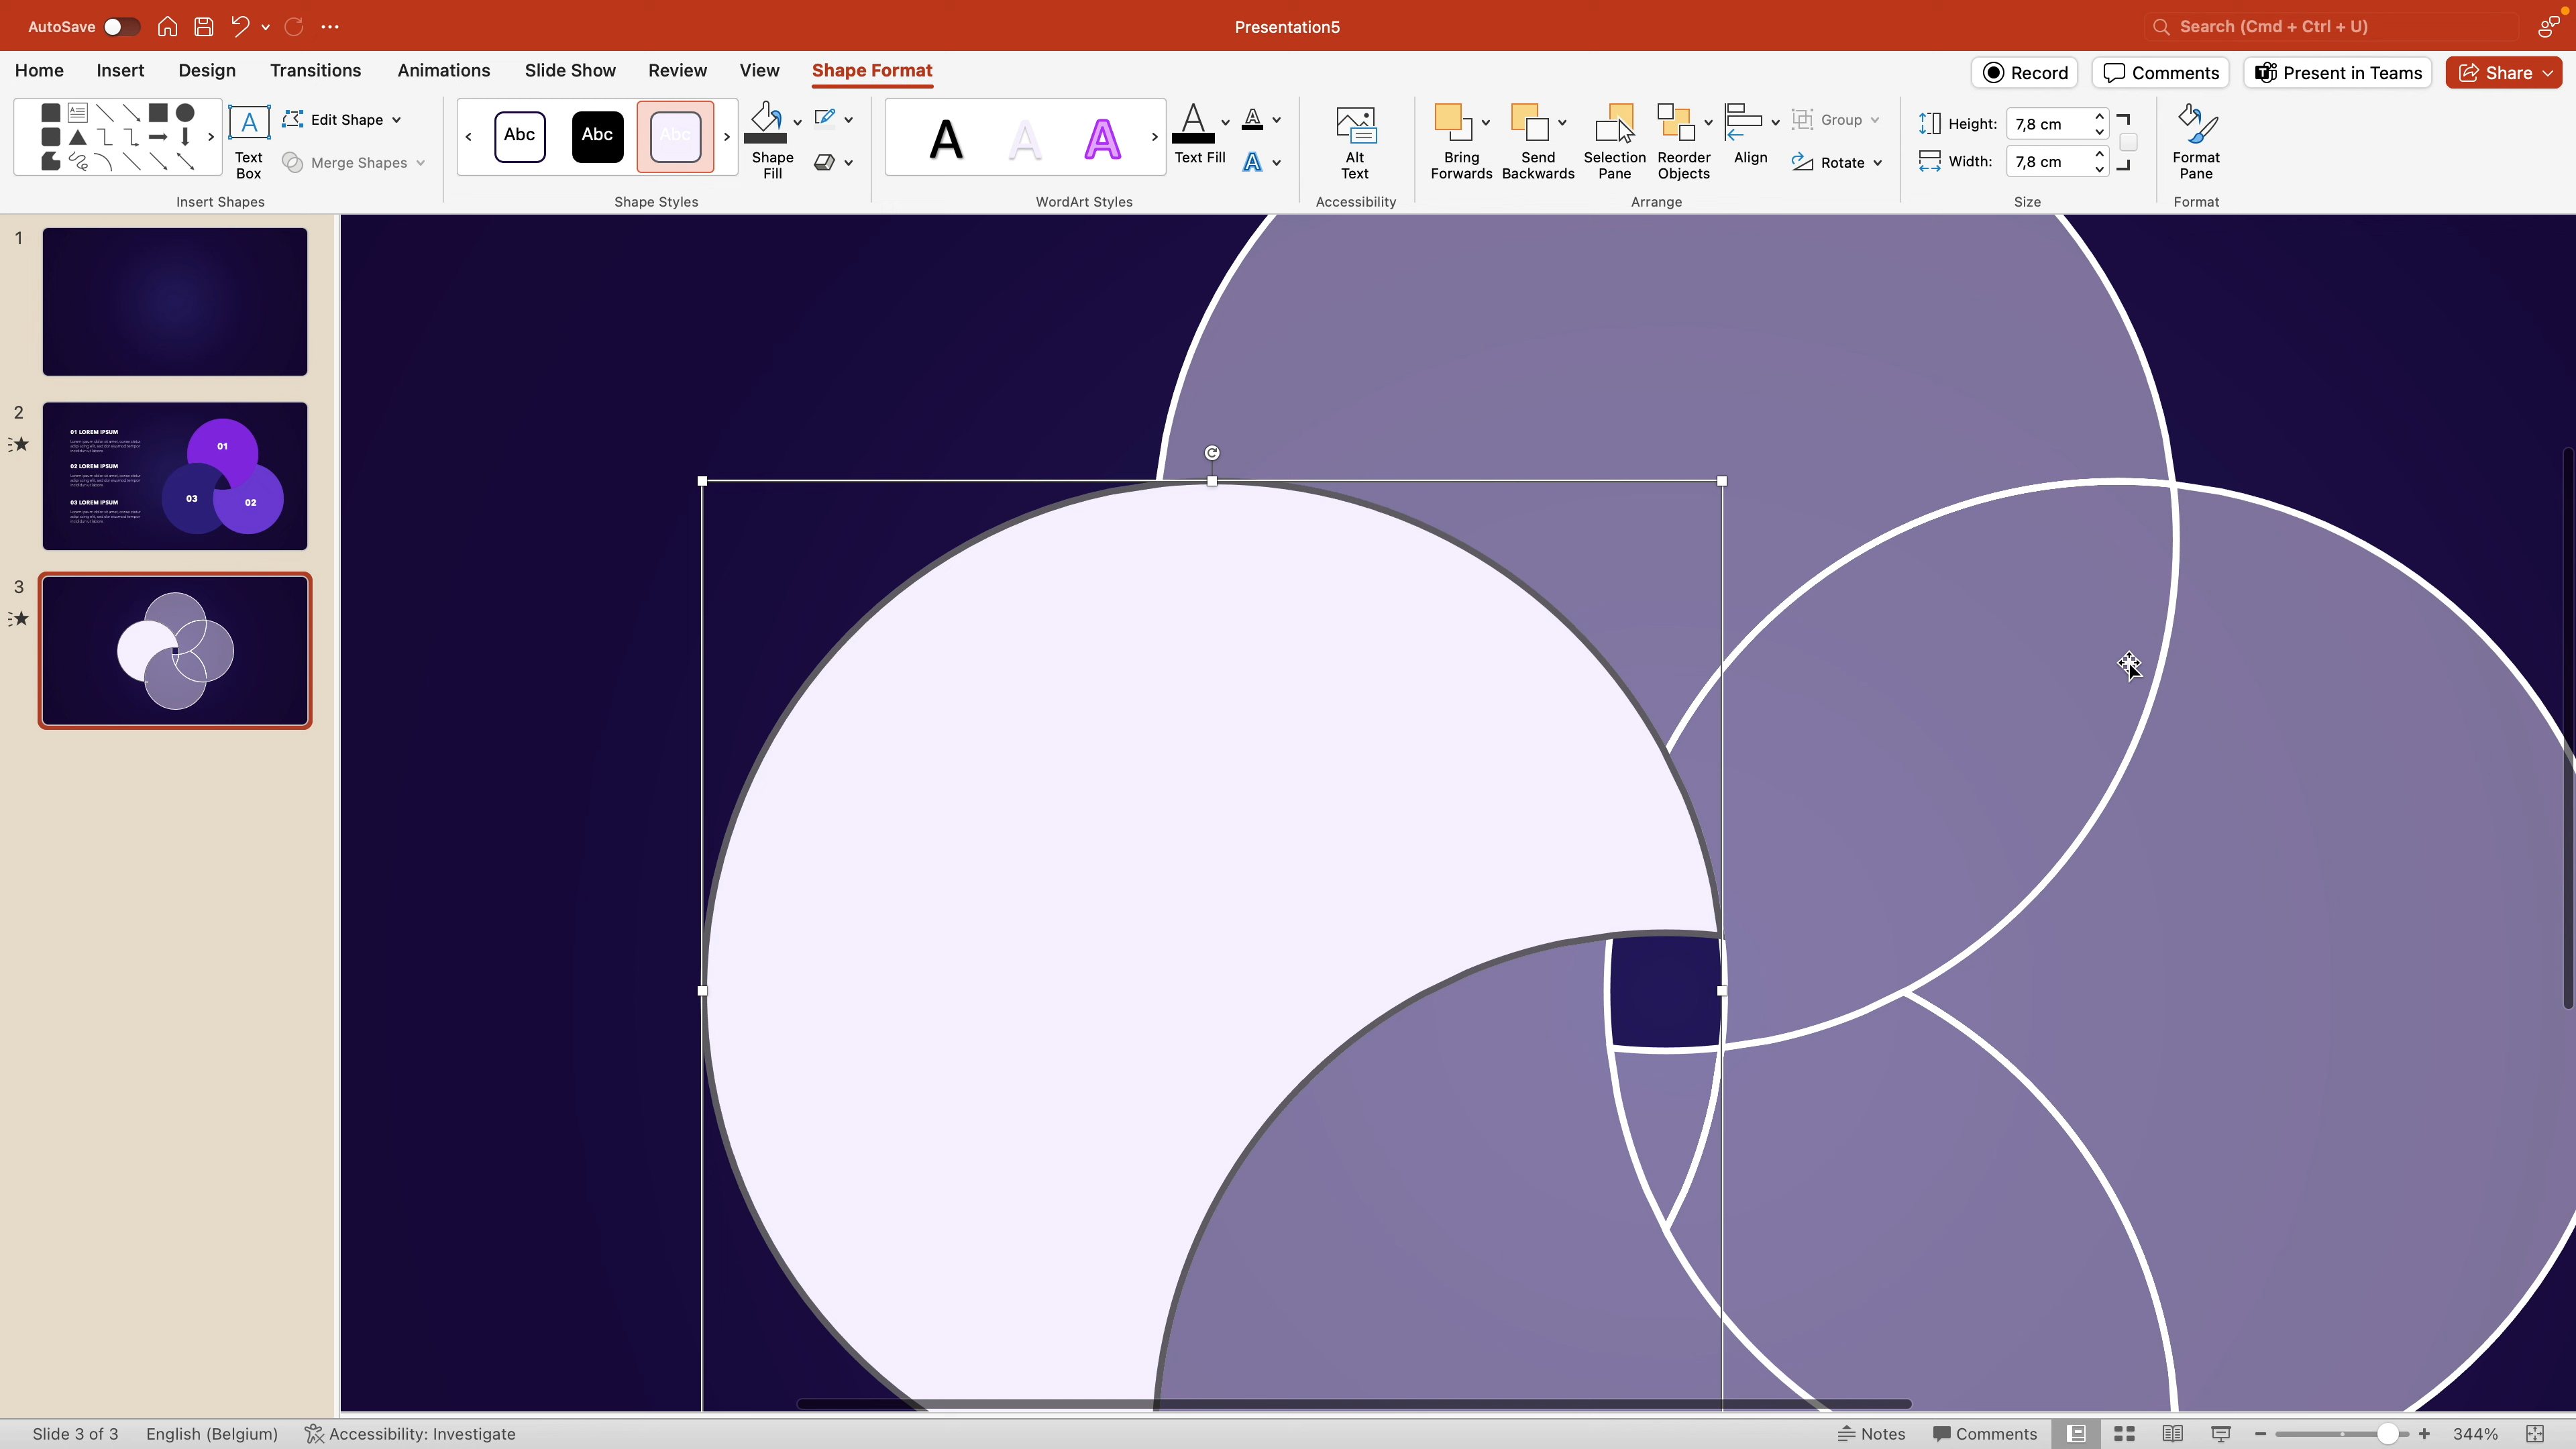 AutoSave
Presentation5
Search (Cmd + Ctrl + U)
Home Insert Design Transitions Animations Slide Show Review View Shape Format
Record Comments Present in Teams Share
Text Box
Edit Shape
Merge Shapes
Insert Shapes
Abc Abc Abc
Shape Fill
Shape Styles
A A A
Text Fill
WordArt Styles
Alt Text
Accessibility
Bring Forwards
Send Backwards
Selection Pane
Reorder Objects
Align
Group
Rotate
Arrange
Height: 7,8 cm
Width: 7,8 cm
Size
Format Pane
Format
1
2
01 LOREM IPSUM
02 LOREM IPSUM
03 LOREM IPSUM
01
03
02
3
Slide 3 of 3 English (Belgium) Accessibility: Investigate
Notes Comments 344%